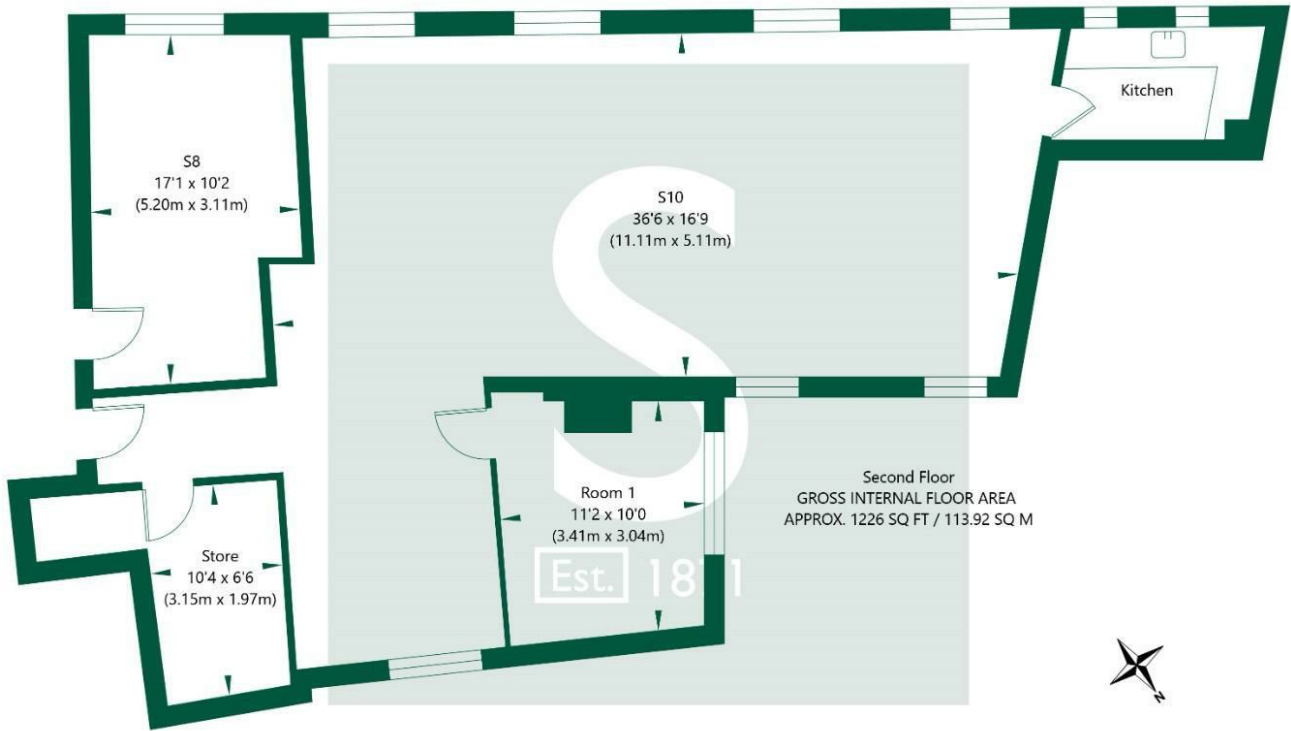 S8
17'1 x 10'2
(5.20m x 3.11m)
S10
36'6 x 16'9
(11.11m x 5.11m)
Kitchen
Room 1
11'2 x 10'0
(3.41m x 3.04m)
Store
10'4 x 6'6
(3.15m x 1.97m)
Second Floor
GROSS INTERNAL FLOOR AREA
APPROX. 1226 SQ FT / 113.92 SQ M
S
Est.
N